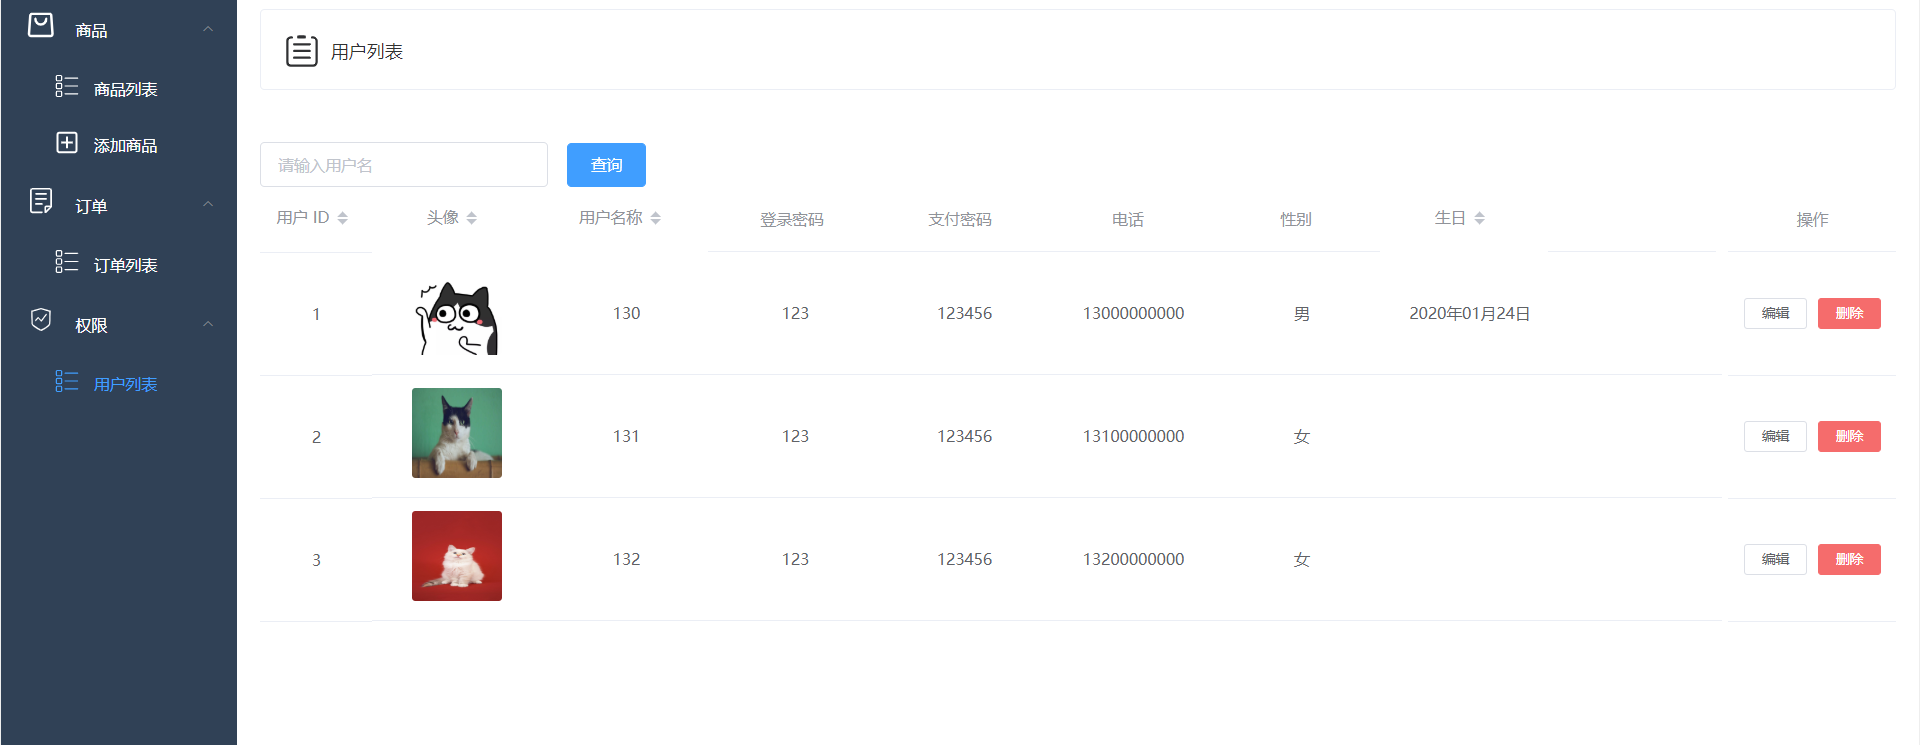 商品
商品列表
添加商品
订单
订单列表
权限
用户列表
用户列表
请输入用户名 查询
用户 ID 头像 用户名称 登录密码 支付密码 电话 性别 生日 操作
1 130 123 123456 13000000000 男 2020年01月24日 编辑 删除
2 131 123 123456 13100000000 女 编辑 删除
3 132 123 123456 13200000000 女 编辑 删除